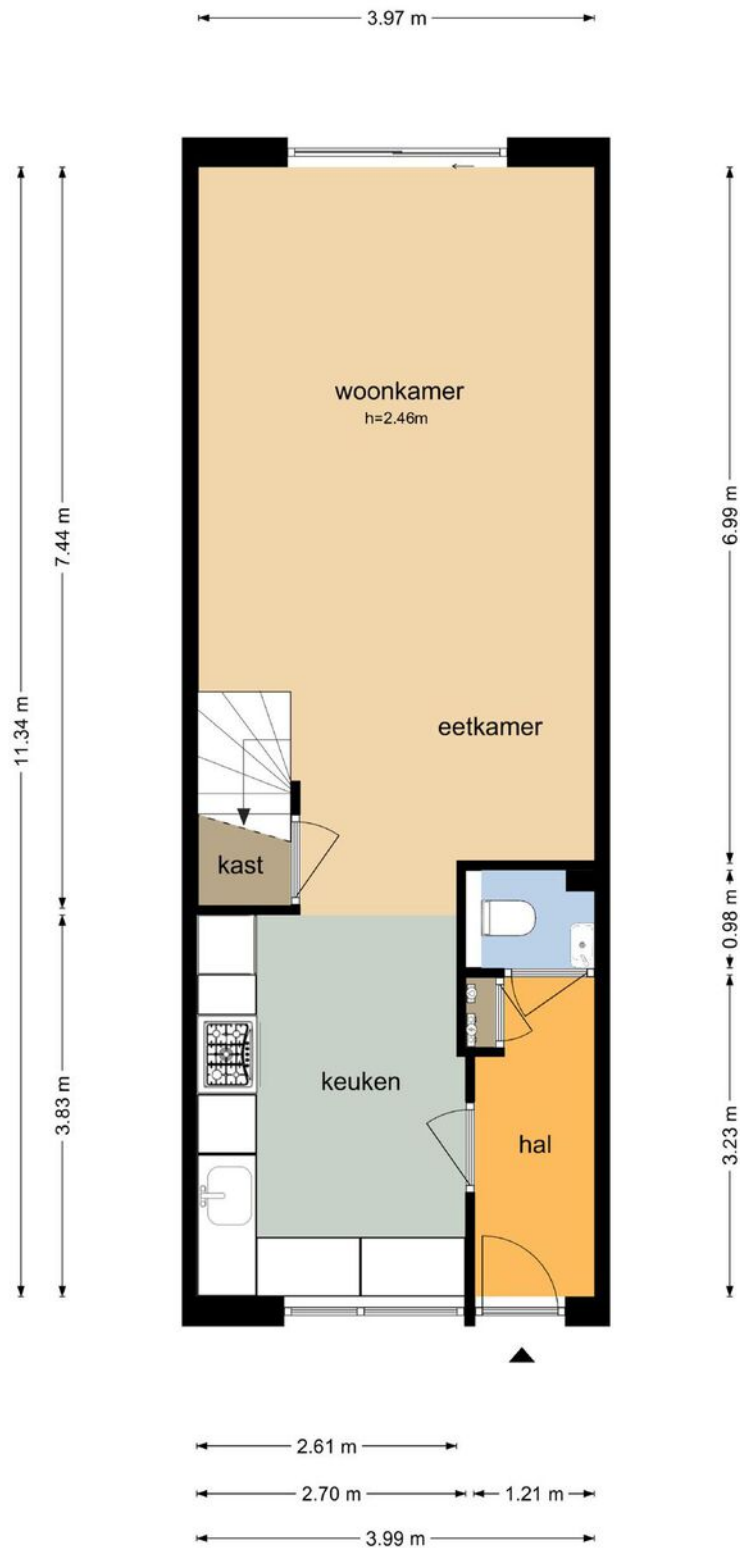 3.97 m
woonkamer
h=2.46m
6.99 m
7.44 m
11.34 m
eetkamer
kast
0.98 m
keuken
3.83 m
hal
3.23 m
2.61 m
2.70 m
1.21 m
3.99 m